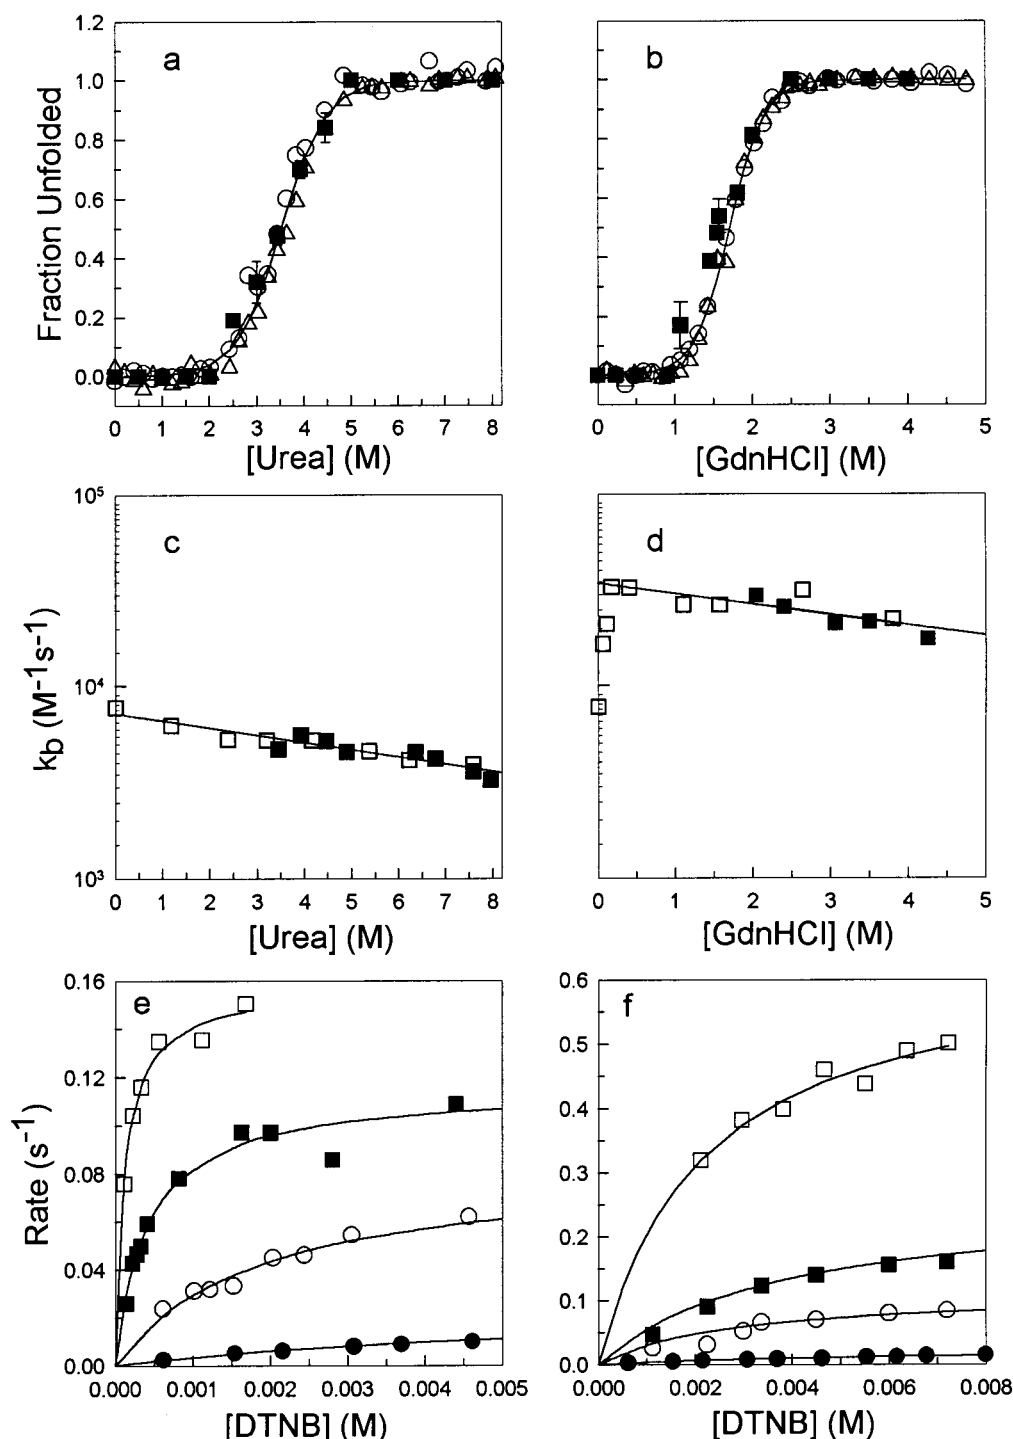 a
b
Fraction Unfolded
1.2
1.0
0.8
0.6
0.4
0.2
0.0
0 1 2 3 4 5 6 7 8
0 1 2 3 4 5
[Urea] (M)
[GdnHCl] (M)
c
d
k_b (M⁻¹s⁻¹)
10⁵
10⁴
10³
0 1 2 3 4 5 6 7 8
0 1 2 3 4 5
[Urea] (M)
[GdnHCl] (M)
e
f
Rate (s⁻¹)
0.16
0.12
0.08
0.04
0.00
0.6
0.5
0.4
0.3
0.2
0.1
0.0
0.000 0.001 0.002 0.003 0.004 0.005
0.000 0.002 0.004 0.006 0.008
[DTNB] (M)
[DTNB] (M)